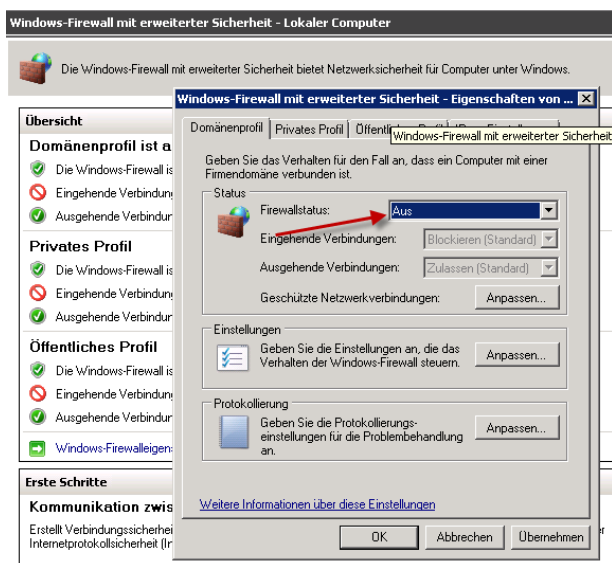 Windows-Firewall mit erweiterter Sicherheit - Lokaler Computer
Die Windows-Firewall mit erweiterter Sicherheit bietet Netzwerksicherheit für Computer unter Windows.
Übersicht
Domänenprofil ist a
Die Windows-Firewall is
Eingehende Verbindun
Ausgehende Verbindur
Privates Profil
Die Windows-Firewall is
Eingehende Verbindun
Ausgehende Verbindur
Öffentliches Profil
Die Windows-Firewall is
Eingehende Verbindun
Ausgehende Verbindur
Windows-Firewalleigen
Erste Schritte
Kommunikation zwis
Erstellt Verbindungssicherhei
Internetprotokollsicherheit (Ir
Windows-Firewall mit erweiterter Sicherheit - Eigenschaften von ...
Domänenprofil Privates Profil
Windows-Firewall mit erweiterter Sicherheit
Geben Sie das Verhalten für den Fall an, dass ein Computer mit einer
Firmendomäne verbunden ist.
Status
Firewallstatus: Aus
Eingehende Verbindungen: Blockieren (Standard)
Ausgehende Verbindungen: Zulassen (Standard)
Geschützte Netzwerkverbindungen: Anpassen...
Einstellungen
Geben Sie die Einstellungen an, die das
Verhalten der Windows-Firewall steuern.
Anpassen...
Protokollierung
Geben Sie die Protokollierungs-
einstellungen für die Problembehandlung
an.
Anpassen...
Weitere Informationen über diese Einstellungen
OK Abbrechen Übernehmen